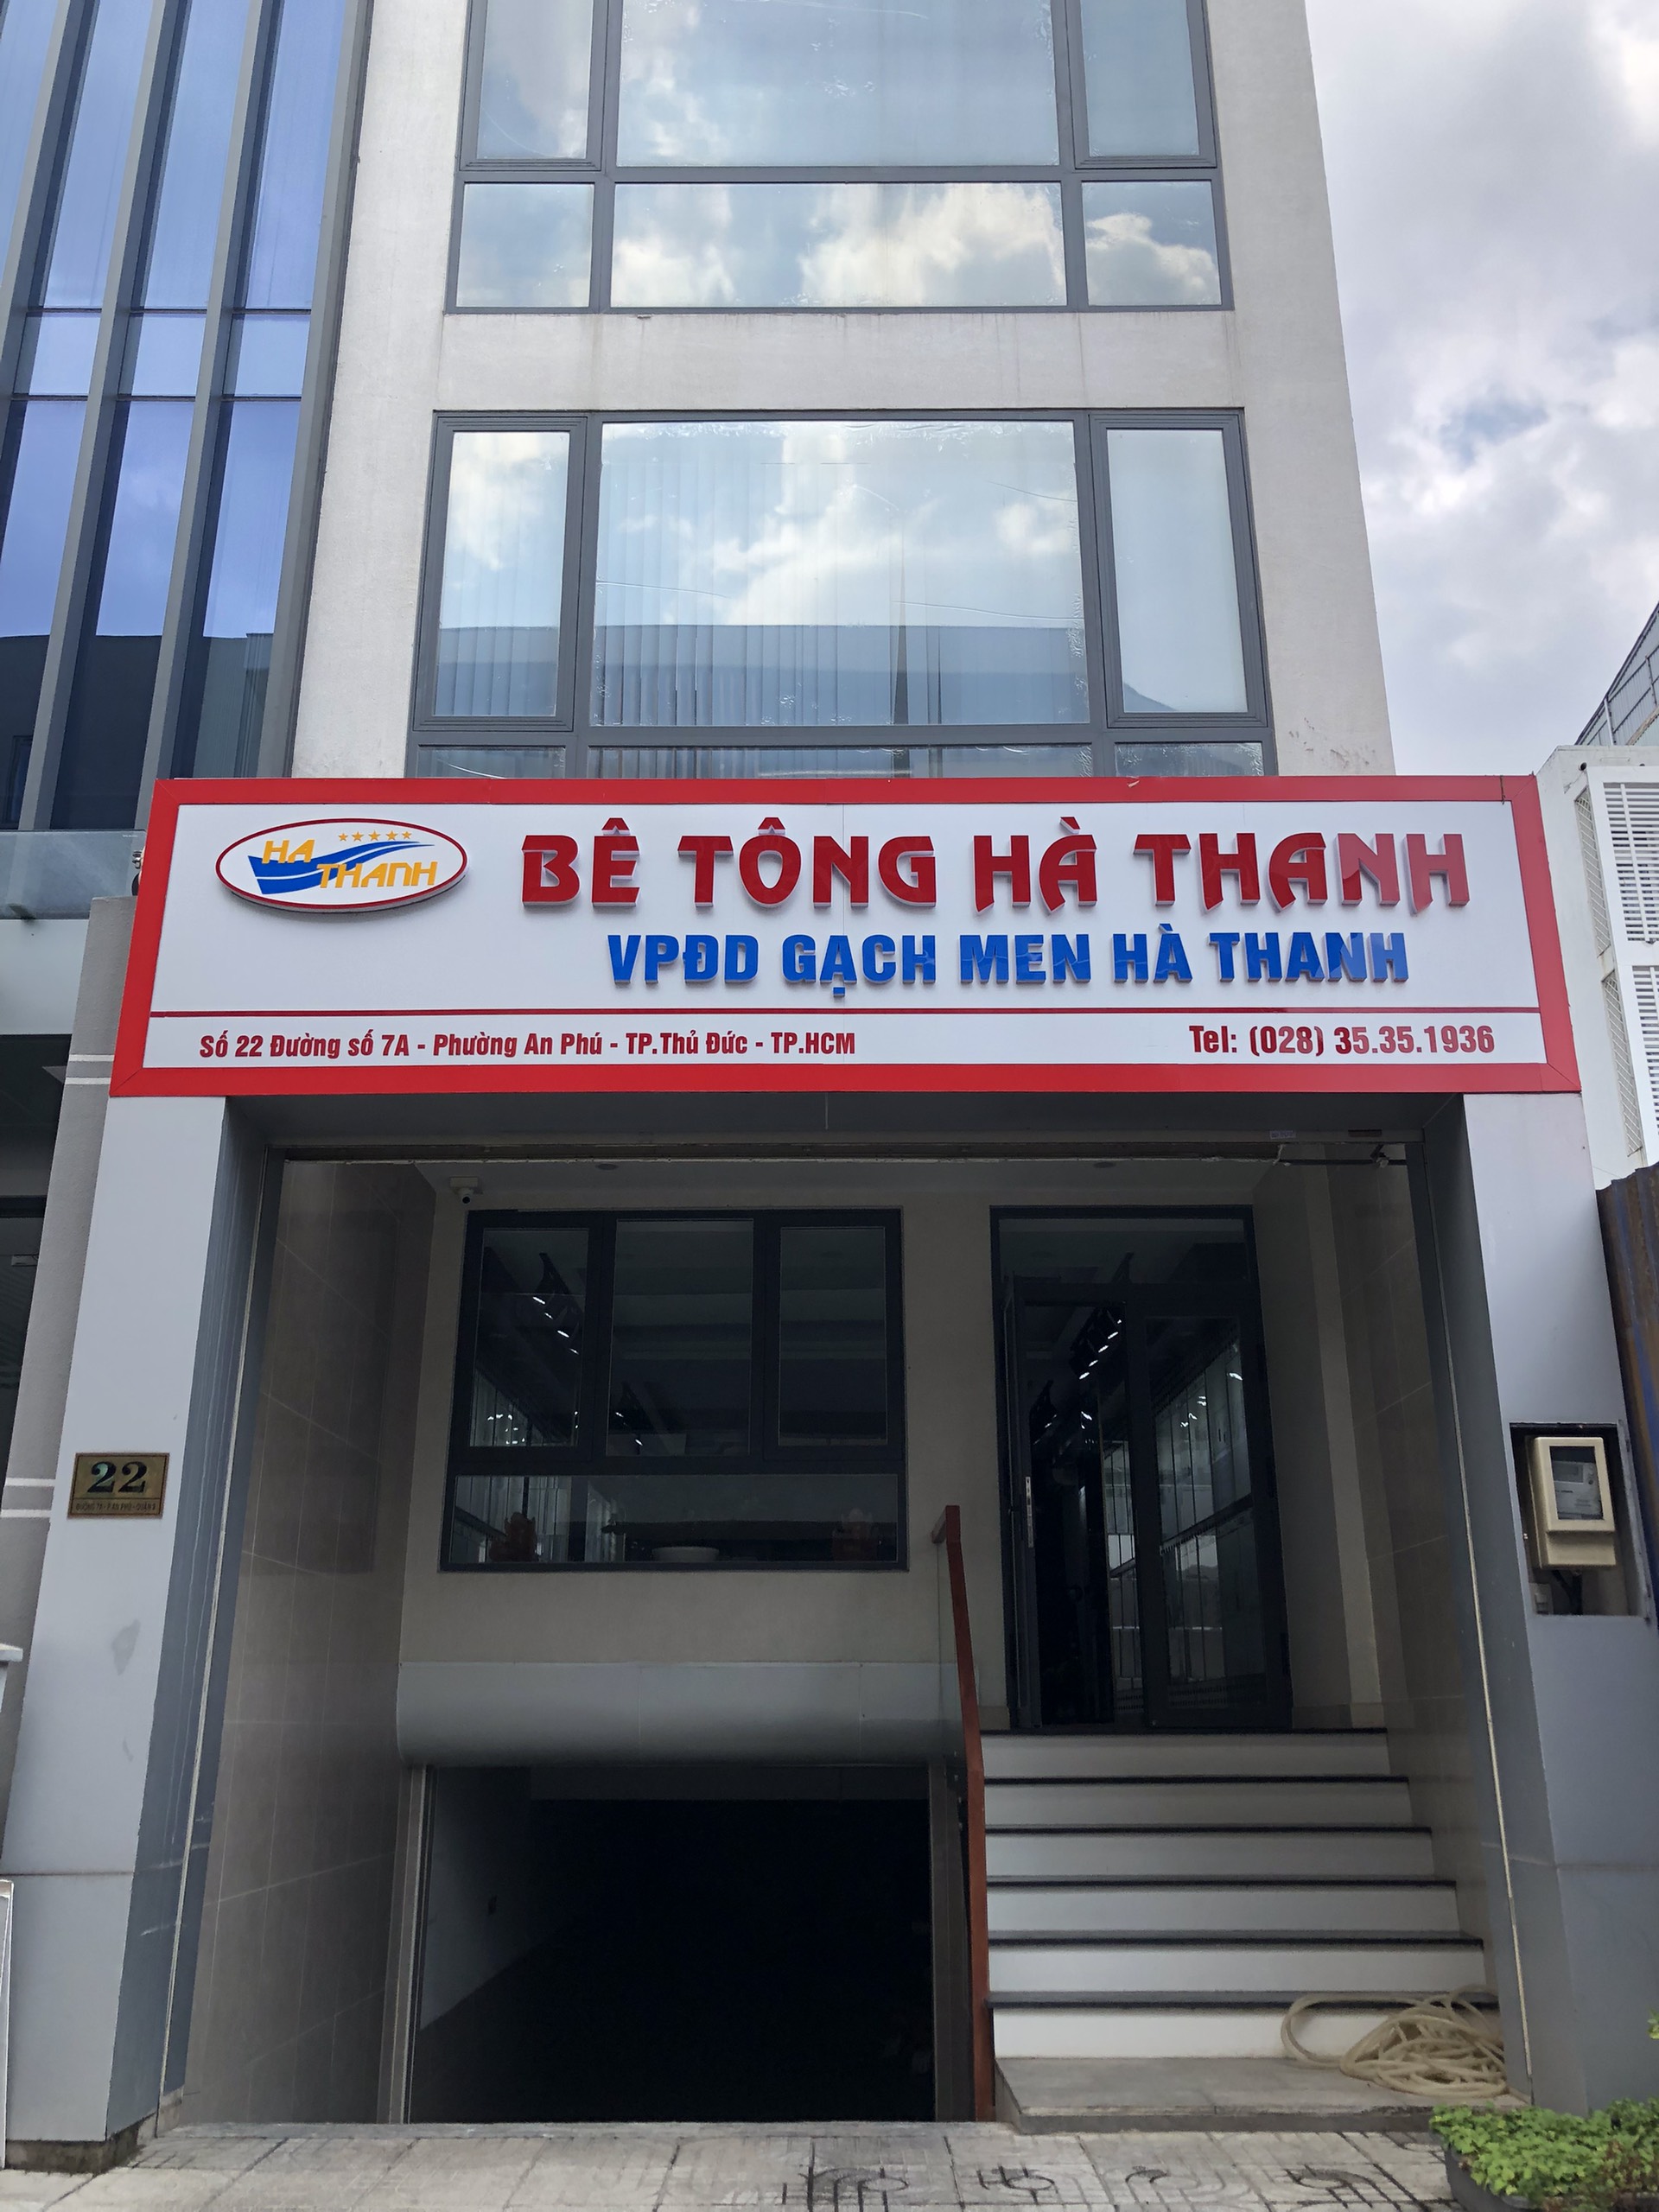 HA
THANH
BÊ TÔNG HÀ THANH
VPĐD GẠCH MEN HÀ THANH
Số 22 Đường số 7A - Phường An Phú - TP.Thủ Đức - TP.HCM
Tel: (028) 35.35.1936
22